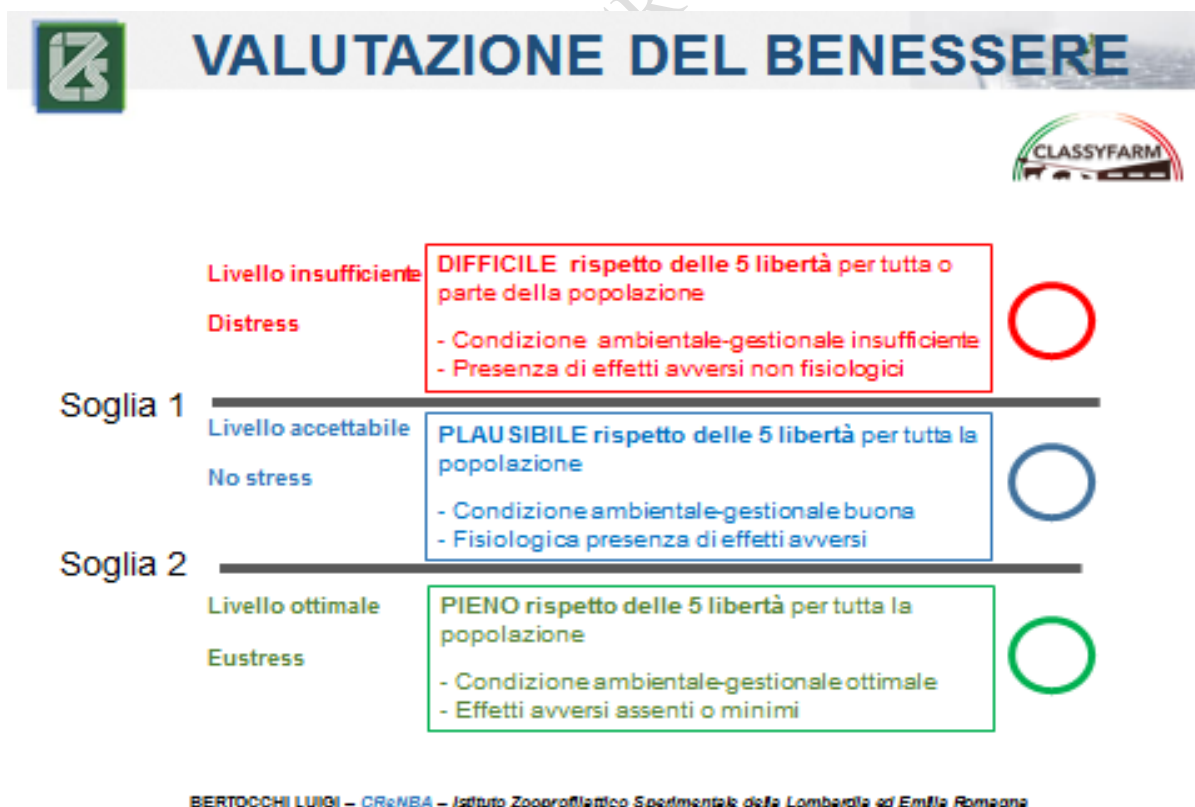 VALUTAZIONE DEL BENESSERE
CLASSYFARM
Livello insufficiente
Distress
DIFFICILE rispetto delle 5 libertà per tutta o
parte della popolazione
- Condizione ambientale-gestionale insufficiente
- Presenza di effetti avversi non fisiologici
Soglia 1
Livello accettabile
No stress
PLAUSIBILE rispetto delle 5 libertà per tutta la
popolazione
- Condizione ambientale-gestionale buona
- Fisiologica presenza di effetti avversi
Soglia 2
Livello ottimale
Eustress
PIENO rispetto delle 5 libertà per tutta la
popolazione
- Condizione ambientale-gestionale ottimale
- Effetti avversi assenti o minimi
BERTOCCHI LUIGI – CReNBA – Istituto Zooprofilattico Sperimentale della Lombardia ed Emilia Romagna